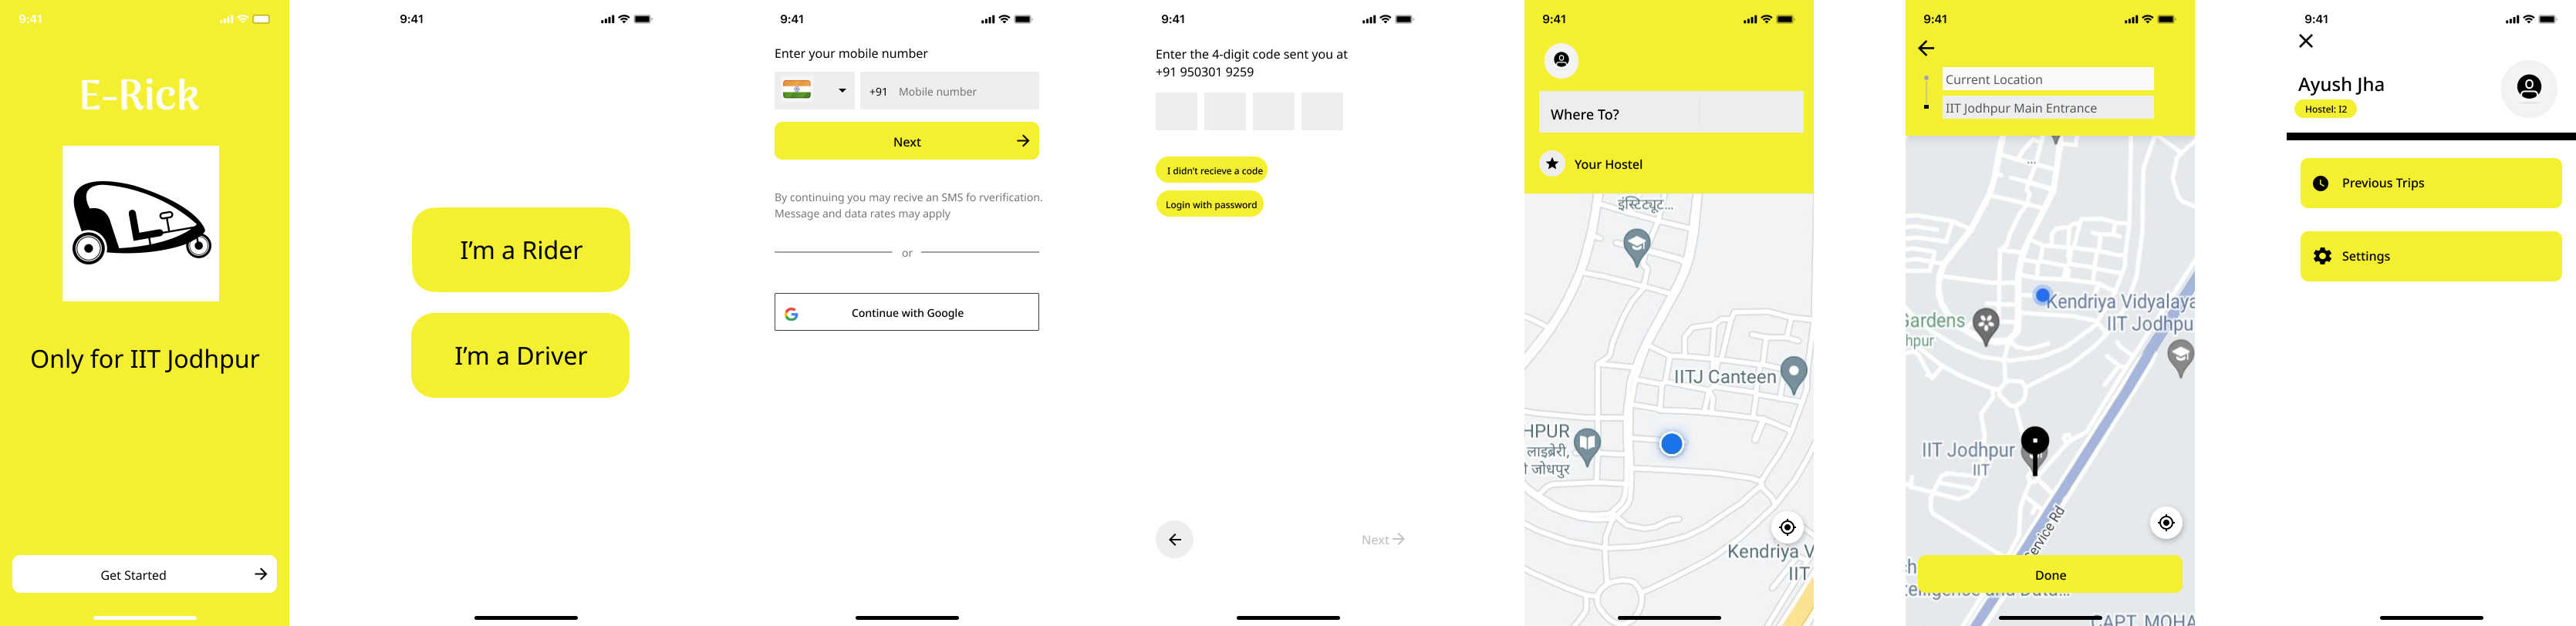 9:41
E-Rick
Only for IIT Jodhpur
Get Started
9:41
I'm a Rider
I'm a Driver
9:41
Enter your mobile number
+91 Mobile number
Next
By continuing you may recive an SMS fo rverification.
Message and data rates may apply
or
Continue with Google
9:41
Enter the 4-digit code sent you at
+91 950301 9259
I didn't recieve a code
Login with password
Next
9:41
Where To?
Your Hostel
इंस्टिट्यूट...
IITJ Canteen
HPUR
लाइब्रेरी,
जोधपुर
Kendriya V
IIT
9:41
Current Location
IIT Jodhpur Main Entrance
...
Kendriya Vidyalaya
IIT Jodhpu
Gardens
hpur
IIT Jodhpur
IIT
Service Rd
Done
CAPT MOHA
9:41
Ayush Jha
Hostel: I2
Previous Trips
Settings